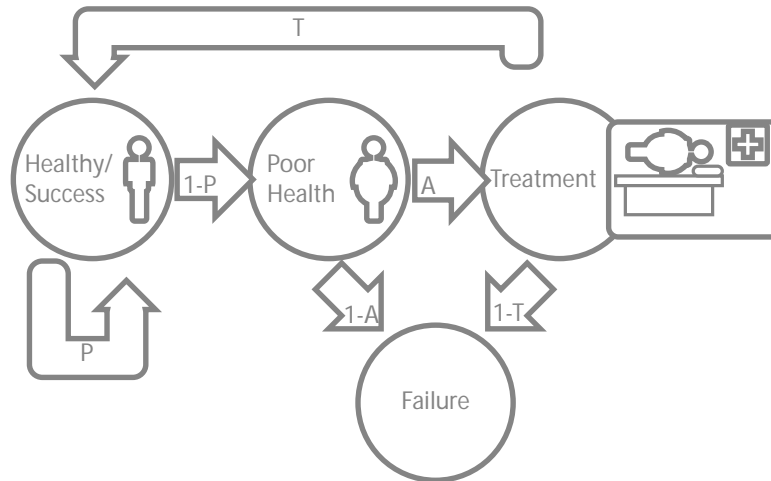 T
Healthy/
Success
1-P
Poor
Health
A
Treatment
P
1-A
1-T
Failure